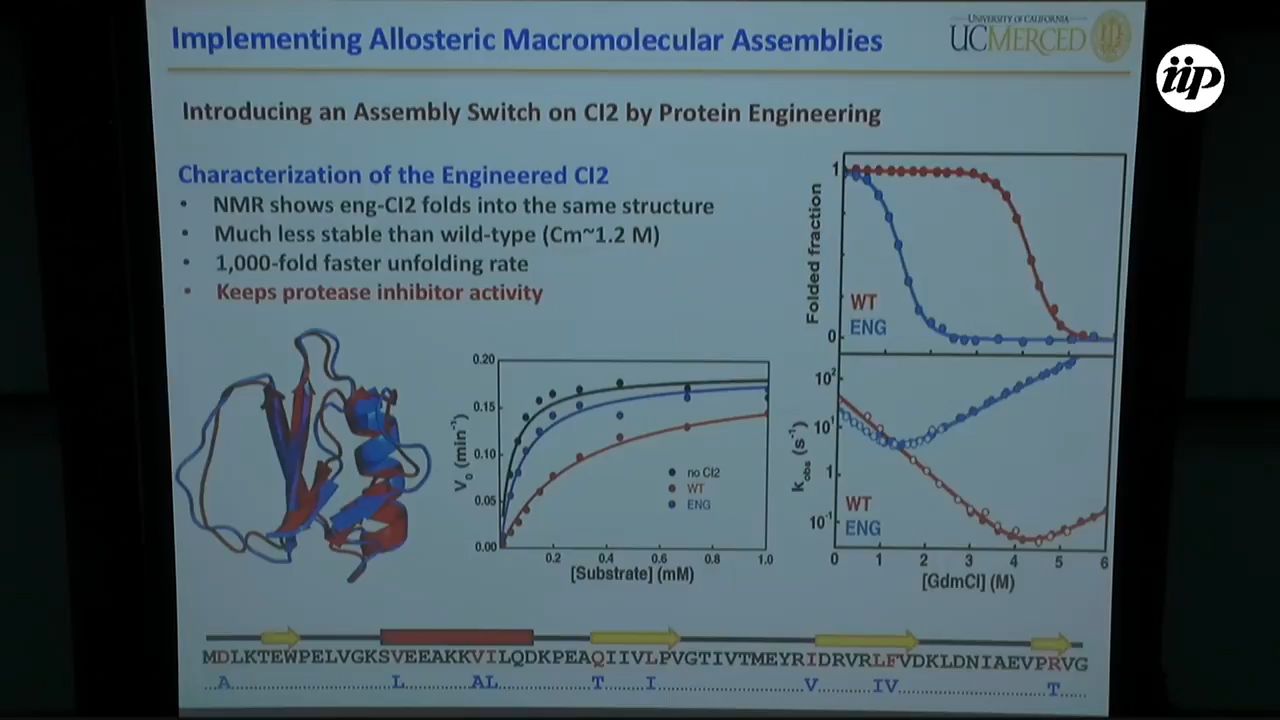 Implementing Allosteric Macromolecular Assemblies
UNIVERSITY OF CALIFORNIA
UCMERCED
iip
Introducing an Assembly Switch on CI2 by Protein Engineering
Characterization of the Engineered CI2
• NMR shows eng-CI2 folds into the same structure
• Much less stable than wild-type (Cm~1.2 M)
• 1,000-fold faster unfolding rate
• Keeps protease inhibitor activity
Folded fraction
1
0
WT
ENG
V₀ (min⁻¹)
0.20
0.15
0.10
0.05
0.00
0.2 0.4 0.6 0.8 1.0
[Substrate] (mM)
no CI2
WT
ENG
k_obs (s⁻¹)
10²
10¹
1
10⁻¹
WT
ENG
0 1 2 3 4 5 6
[GdmCl] (M)
MDLKTEWPELVGKSVEEAKKVILQDKPEAQIIVLPVGTIVTMEYRIDRVRLFVDKLDNIAEVPRVG
..A....................L..........AL..............T.......I......................V..........IV......................T.....